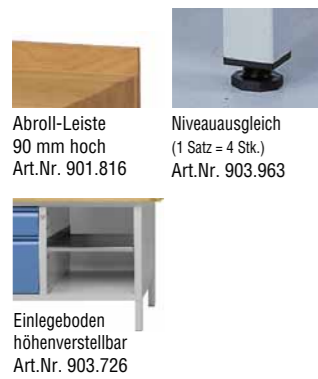 Abroll-Leiste
90 mm hoch
Art.Nr. 901.816
Niveauausgleich
(1 Satz = 4 Stk.)
Art.Nr. 903.963
Einlegeboden
höhenverstellbar
Art.Nr. 903.726